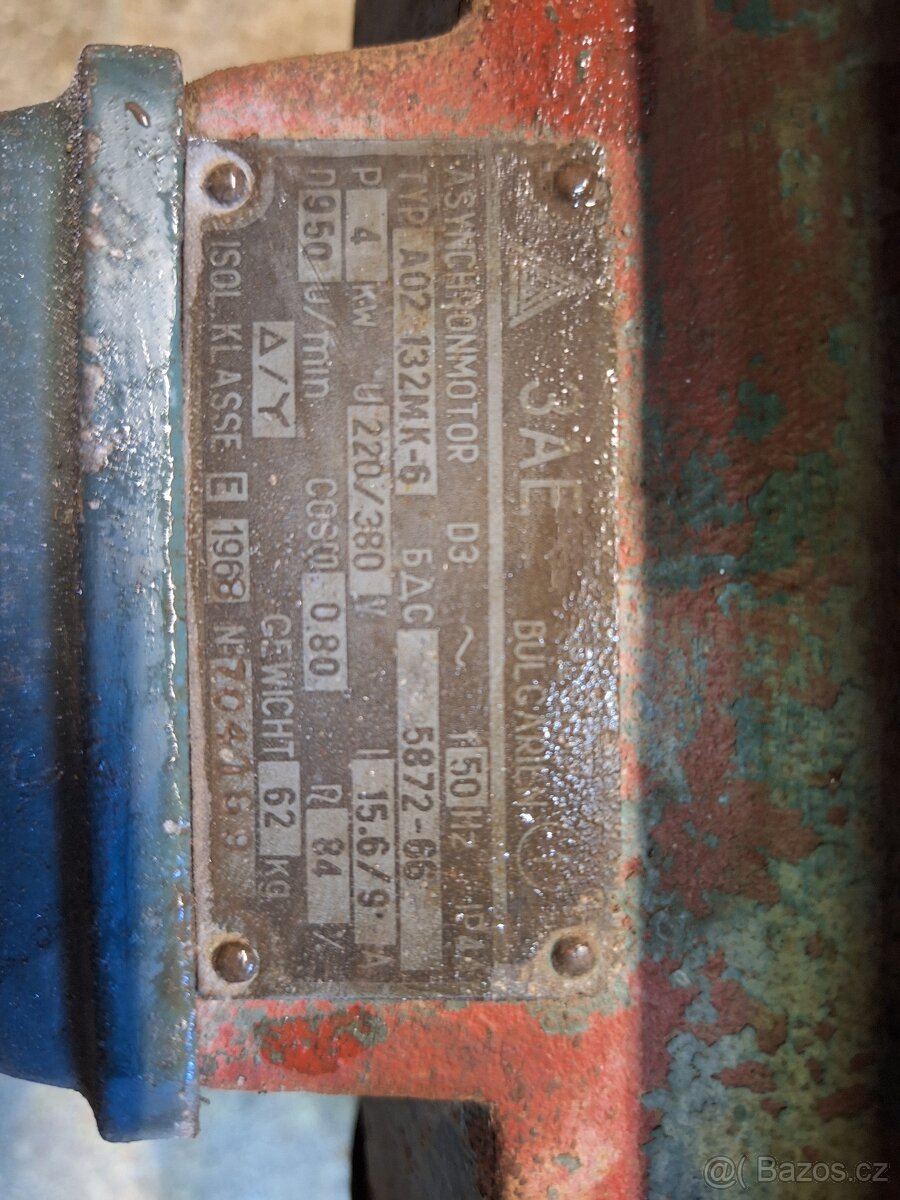 ЗАЕ BULGARIEN
ASYNCHRONMOTOR D3 ~ f 50 Hz
TYP A02 132MK-6 БДС 5872-66
P 4 KW U 220/380 V I 15.6/9 A
n 950 U/min COSφ 0.80 η 84 %
Δ/Y GEWICHT 62 kg
ISOL. KLASSE E 1968 N
@( Bazos.cz